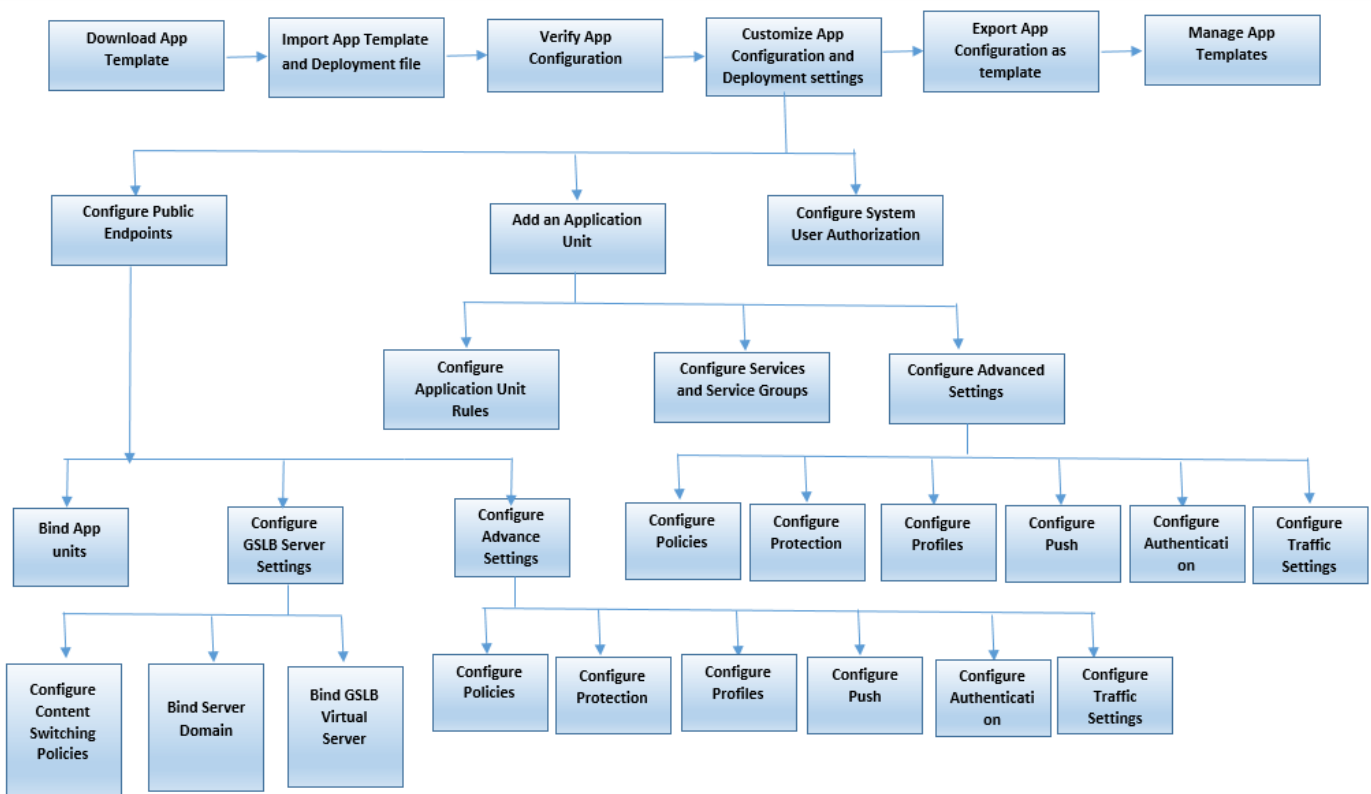 Download App
Template
Import App Template
and Deployment file
Verify App
Configuration
Customize App
Configuration and
Deployment settings
Export App
Configuration as
template
Manage App
Templates
Configure Public
Endpoints
Add an Application
Unit
Configure System
User Authorization
Configure
Application Unit
Rules
Configure Services
and Service Groups
Configure Advanced
Settings
Bind App
units
Configure
GSLB Server
Settings
Configure
Advance
Settings
Configure
Policies
Configure
Protection
Configure
Profiles
Configure
Push
Configure
Authenticati
on
Configure
Traffic
Settings
Configure
Content
Switching
Policies
Bind Server
Domain
Bind GSLB
Virtual
Server
Configure
Policies
Configure
Protection
Configure
Profiles
Configure
Push
Configure
Authenticati
on
Configure
Traffic
Settings